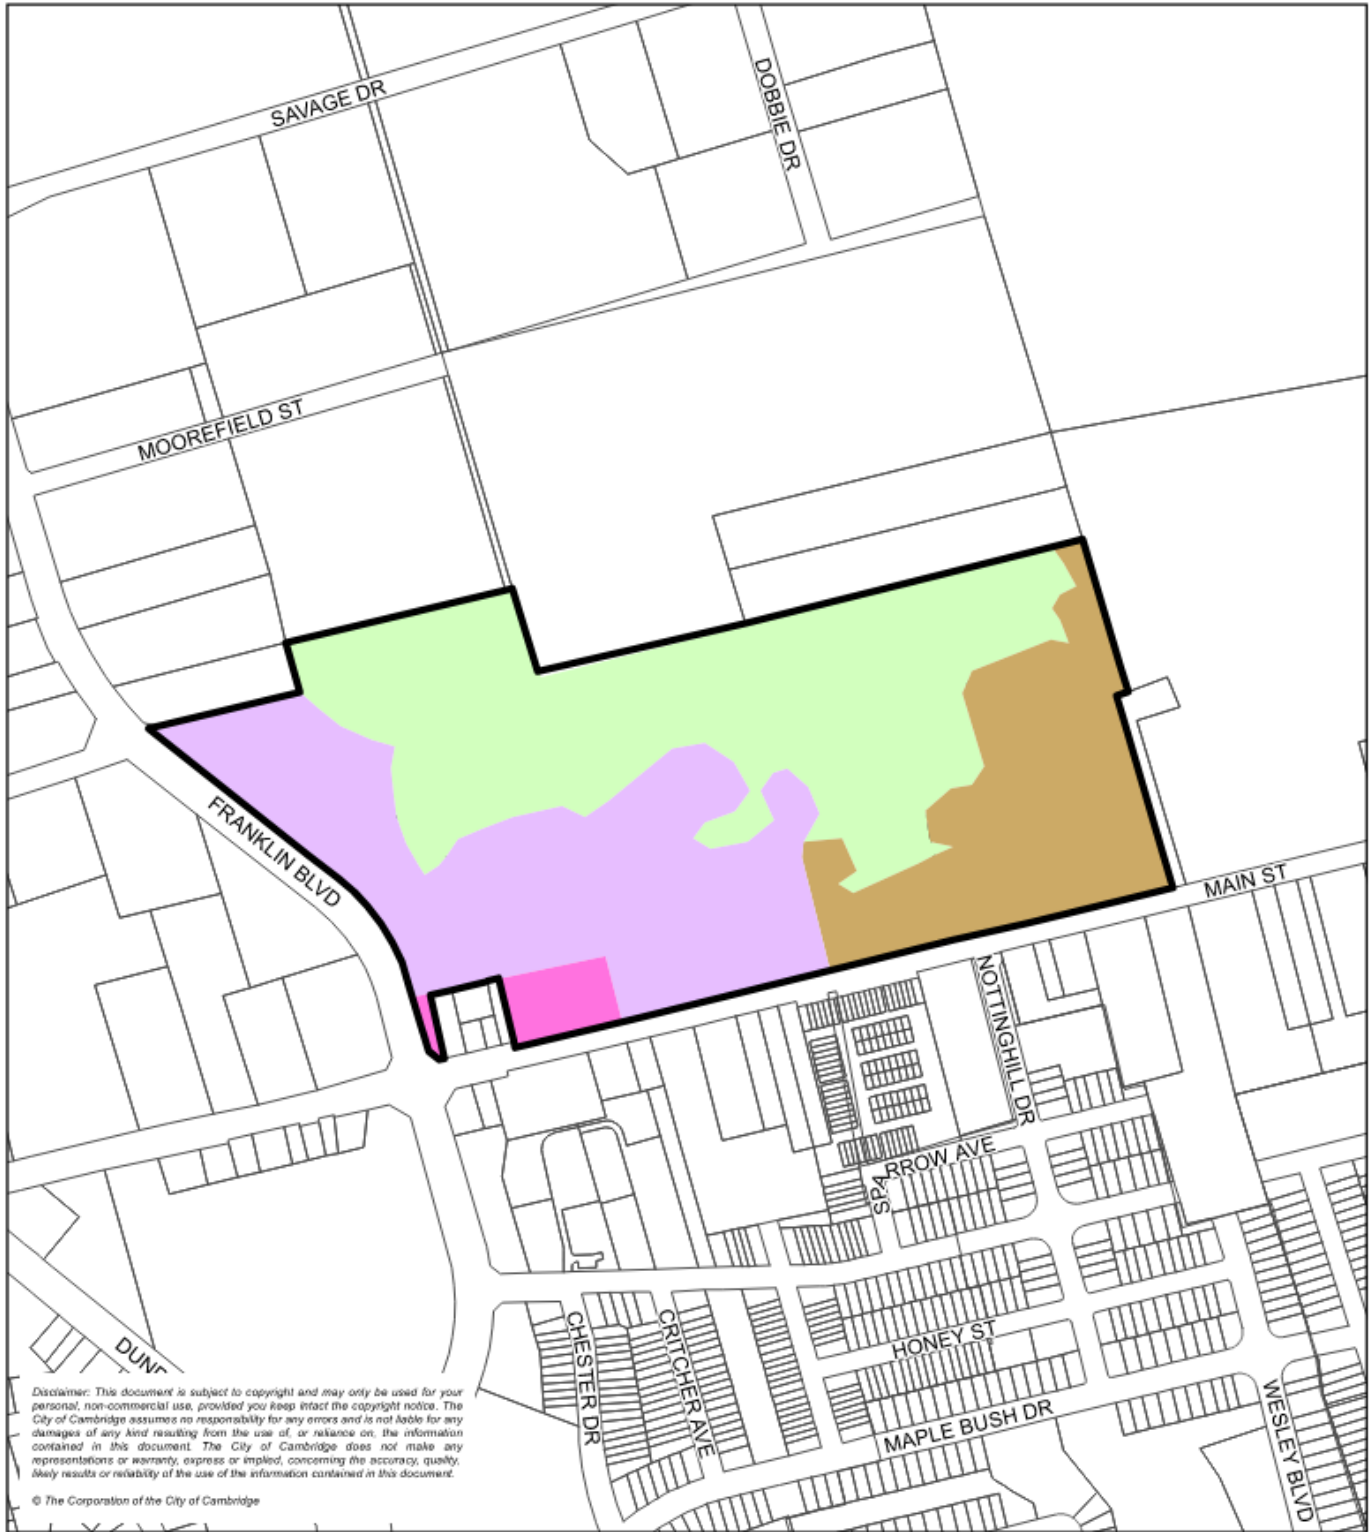 SAVAGE DR
DOBBIE DR
MOOREFIELD ST
FRANKLIN BLVD
MAIN ST
NOTTINGHILL DR
SPARROW AVE
HONEY ST
CHESTER DR
CRITCHER AVE
MAPLE BUSH DR
WESLEY BLVD
Disclaimer: This document is subject to copyright and may only be used for your
personal, non-commercial use, provided you keep intact the copyright notice. The
City of Cambridge assumes no responsibility for any errors and is not liable for any
damages of any kind resulting from the use of, or reliance on, the information
contained in this document. The City of Cambridge does not make any
representations or warranty, express or implied, concerning the accuracy, quality,
likely results or reliability of the use of the information contained in this document.
© The Corporation of the City of Cambridge